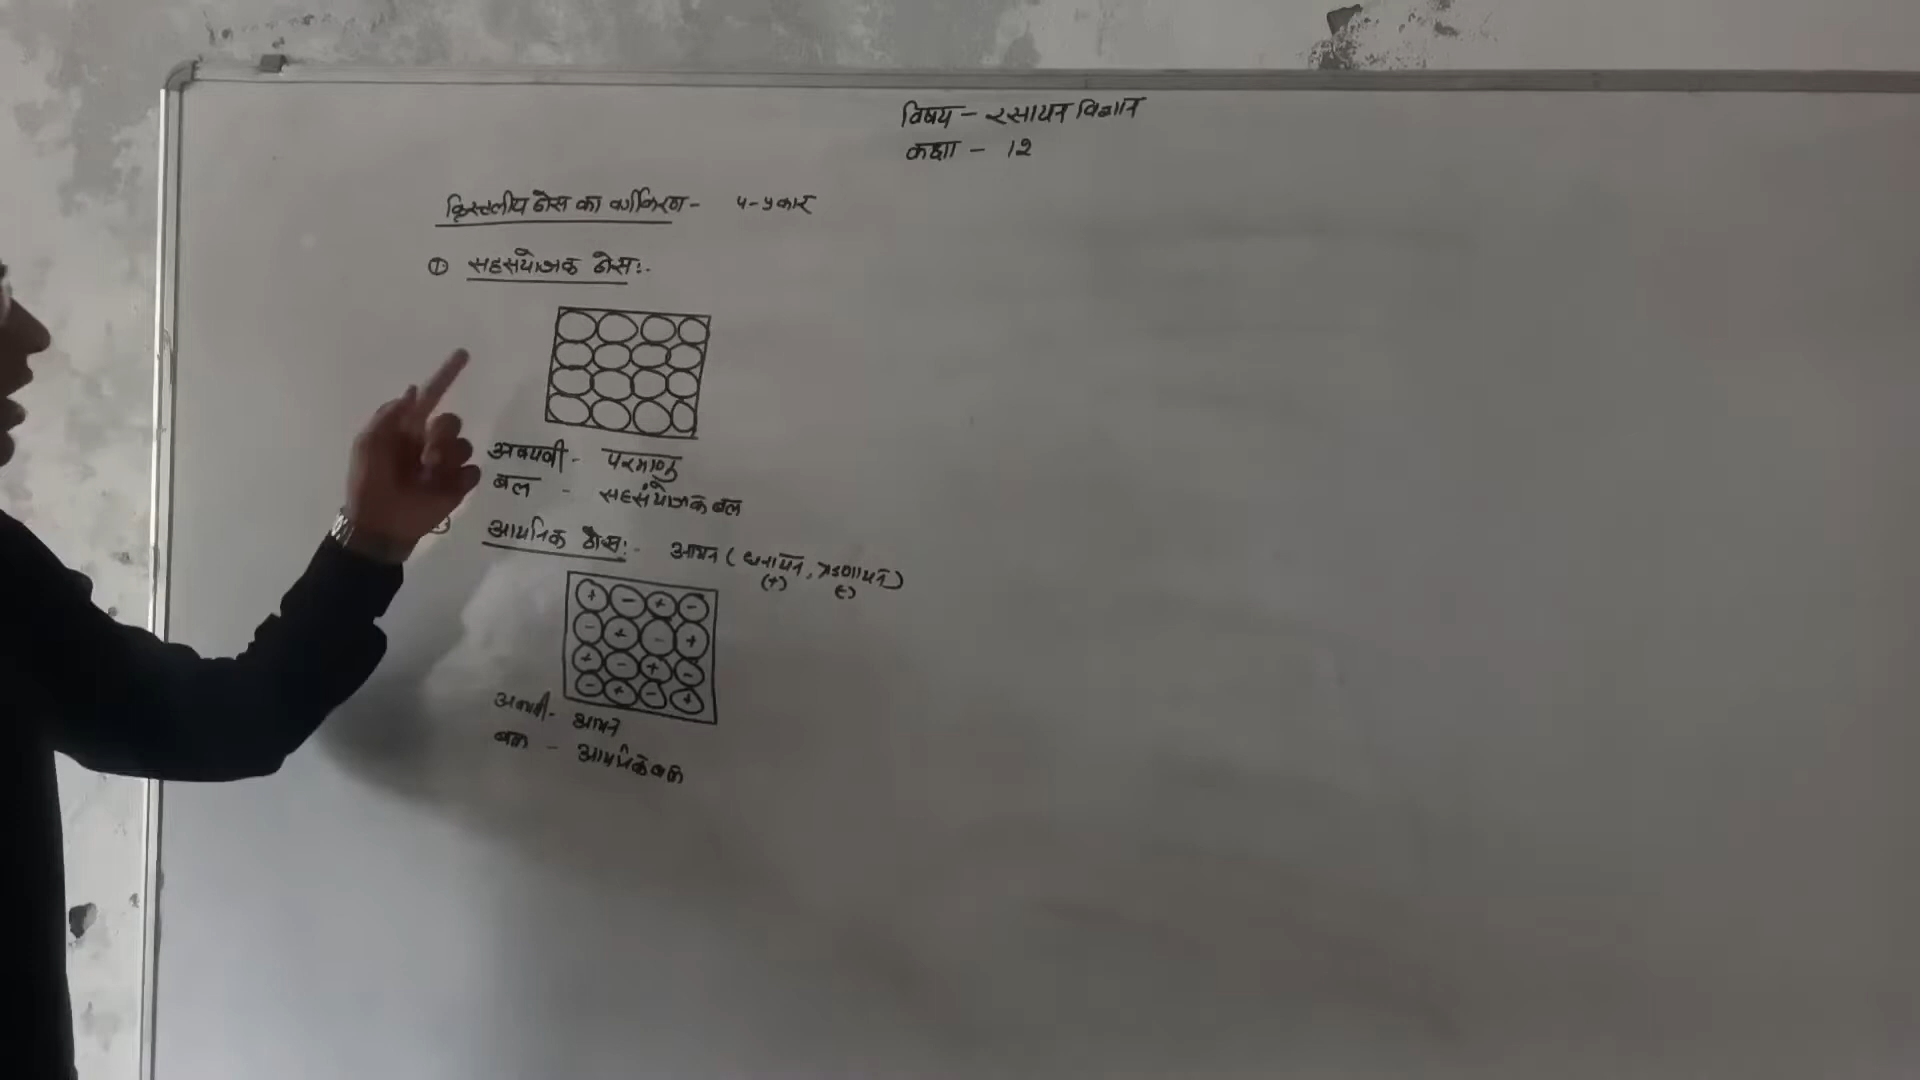 विषय - रसायन विज्ञान
कक्षा - 12
क्रिस्टलीय ठोस का वर्गीकरण - ४-प्रकार
① सहसंयोजक ठोस:-
अवयवी - परमाणु
बल - सहसंयोजक बल
आयनिक ठोस:- आयन (धनायन, ऋणायन)
(+) (-)
+ - + -
- + - +
+ - + -
- + - +
अवयवी - आयन
बल - आयनिक बल